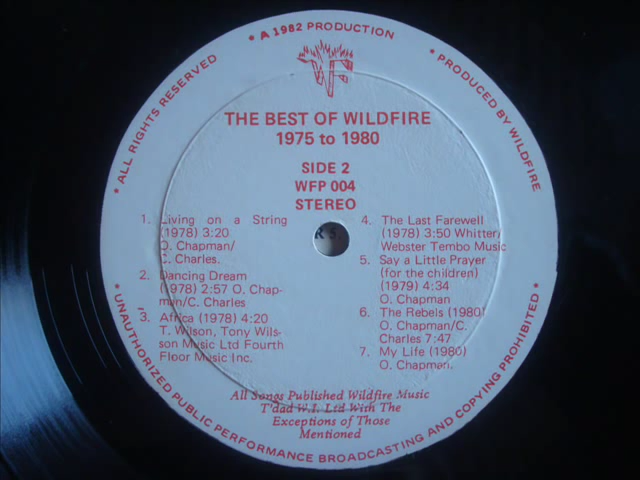 * A 1982 PRODUCTION
* PRODUCED BY WILDFIRE
* ALL RIGHTS RESERVED
WF
THE BEST OF WILDFIRE
1975 to 1980
SIDE 2
WFP 004
STEREO
1. Living on a String
(1978) 3:20
O. Chapman/
C. Charles.
2. Dancing Dream
(1978) 2:57 O. Chap-
man/C. Charles
3. Africa (1978) 4:20
T. Wilson, Tony Wils-
son Music Ltd Fourth
Floor Music Inc.
4. The Last Farewell
(1978) 3:50 Whitter/
Webster Tembo Music
5. Say a Little Prayer
(for the children)
(1979) 4:34
O. Chapman
6. The Rebels (1980)
O. Chapman/C.
Charles 7:47
7. My Life (1980)
O. Chapman.
All Songs Published Wildfire Music
T'dad W.I. Ltd With The
Exceptions of Those
Mentioned
* UNAUTHORIZED PUBLIC PERFORMANCE BROADCASTING AND COPYING PROHIBITED *